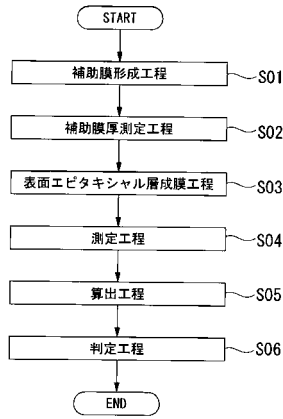 START
補助膜形成工程 S01
補助膜厚測定工程 S02
表面エピタキシャル層成膜工程 S03
測定工程 S04
算出工程 S05
判定工程 S06
END